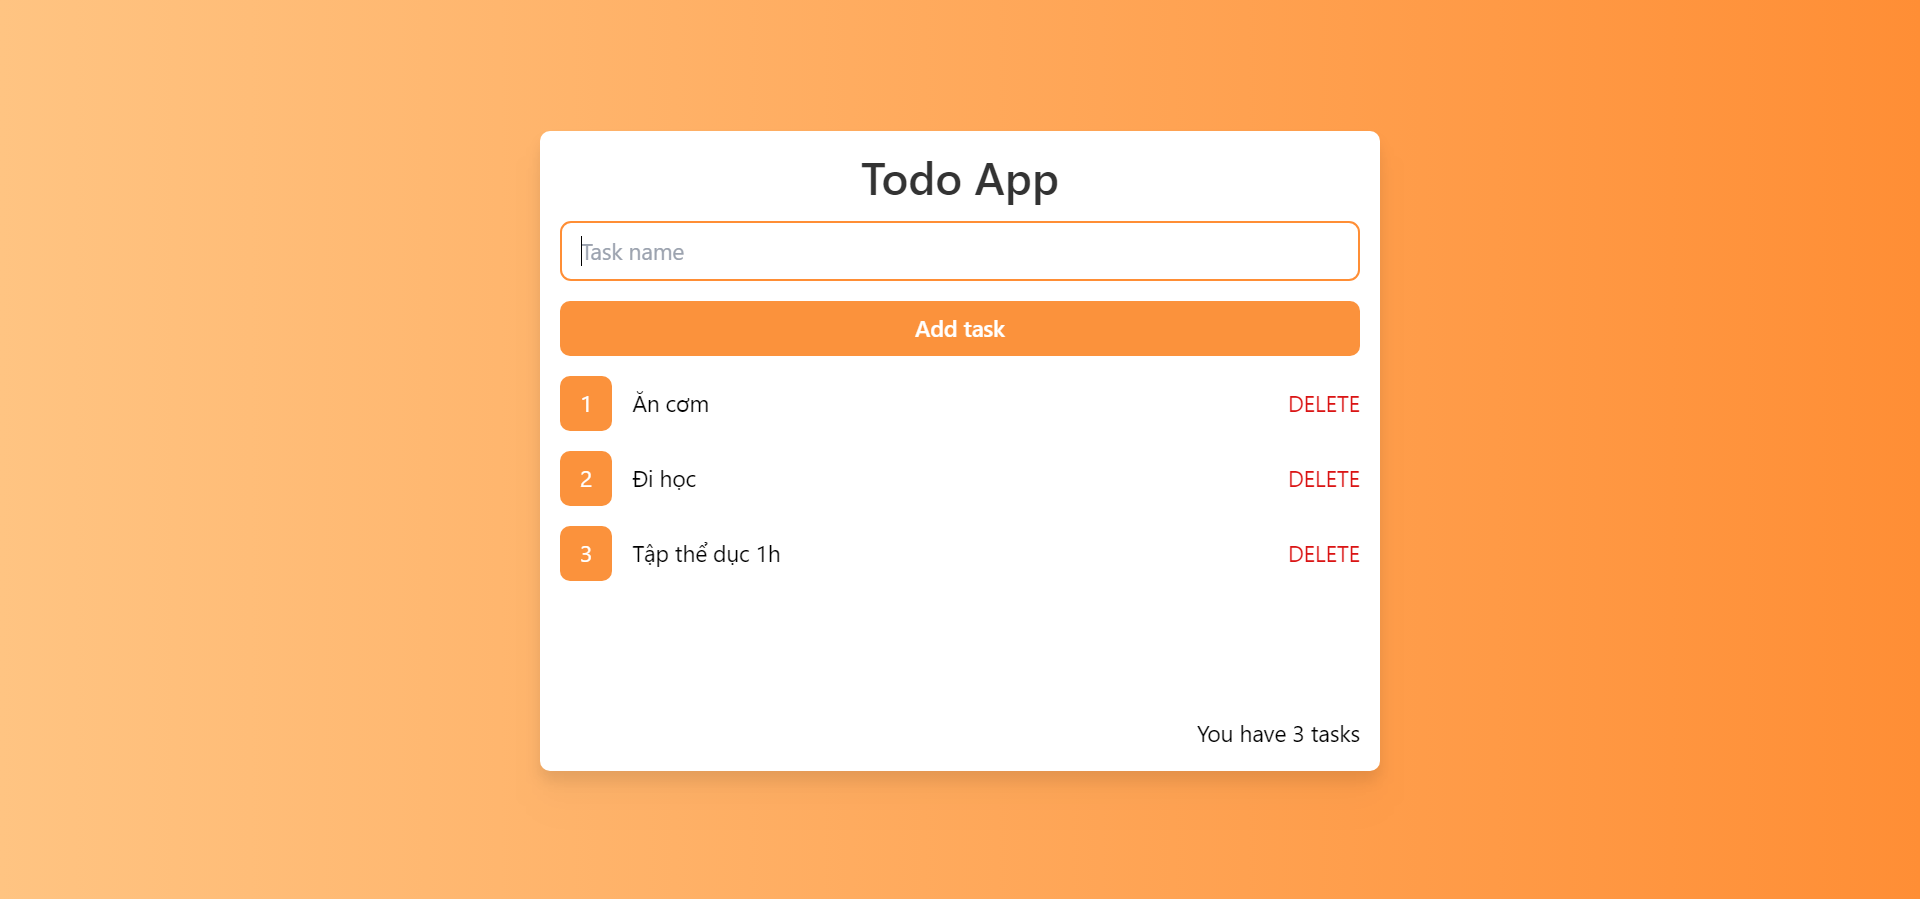 Todo App
Task name
Add task
1 Ăn cơm DELETE
2 Đi học DELETE
3 Tập thể dục 1h DELETE
You have 3 tasks